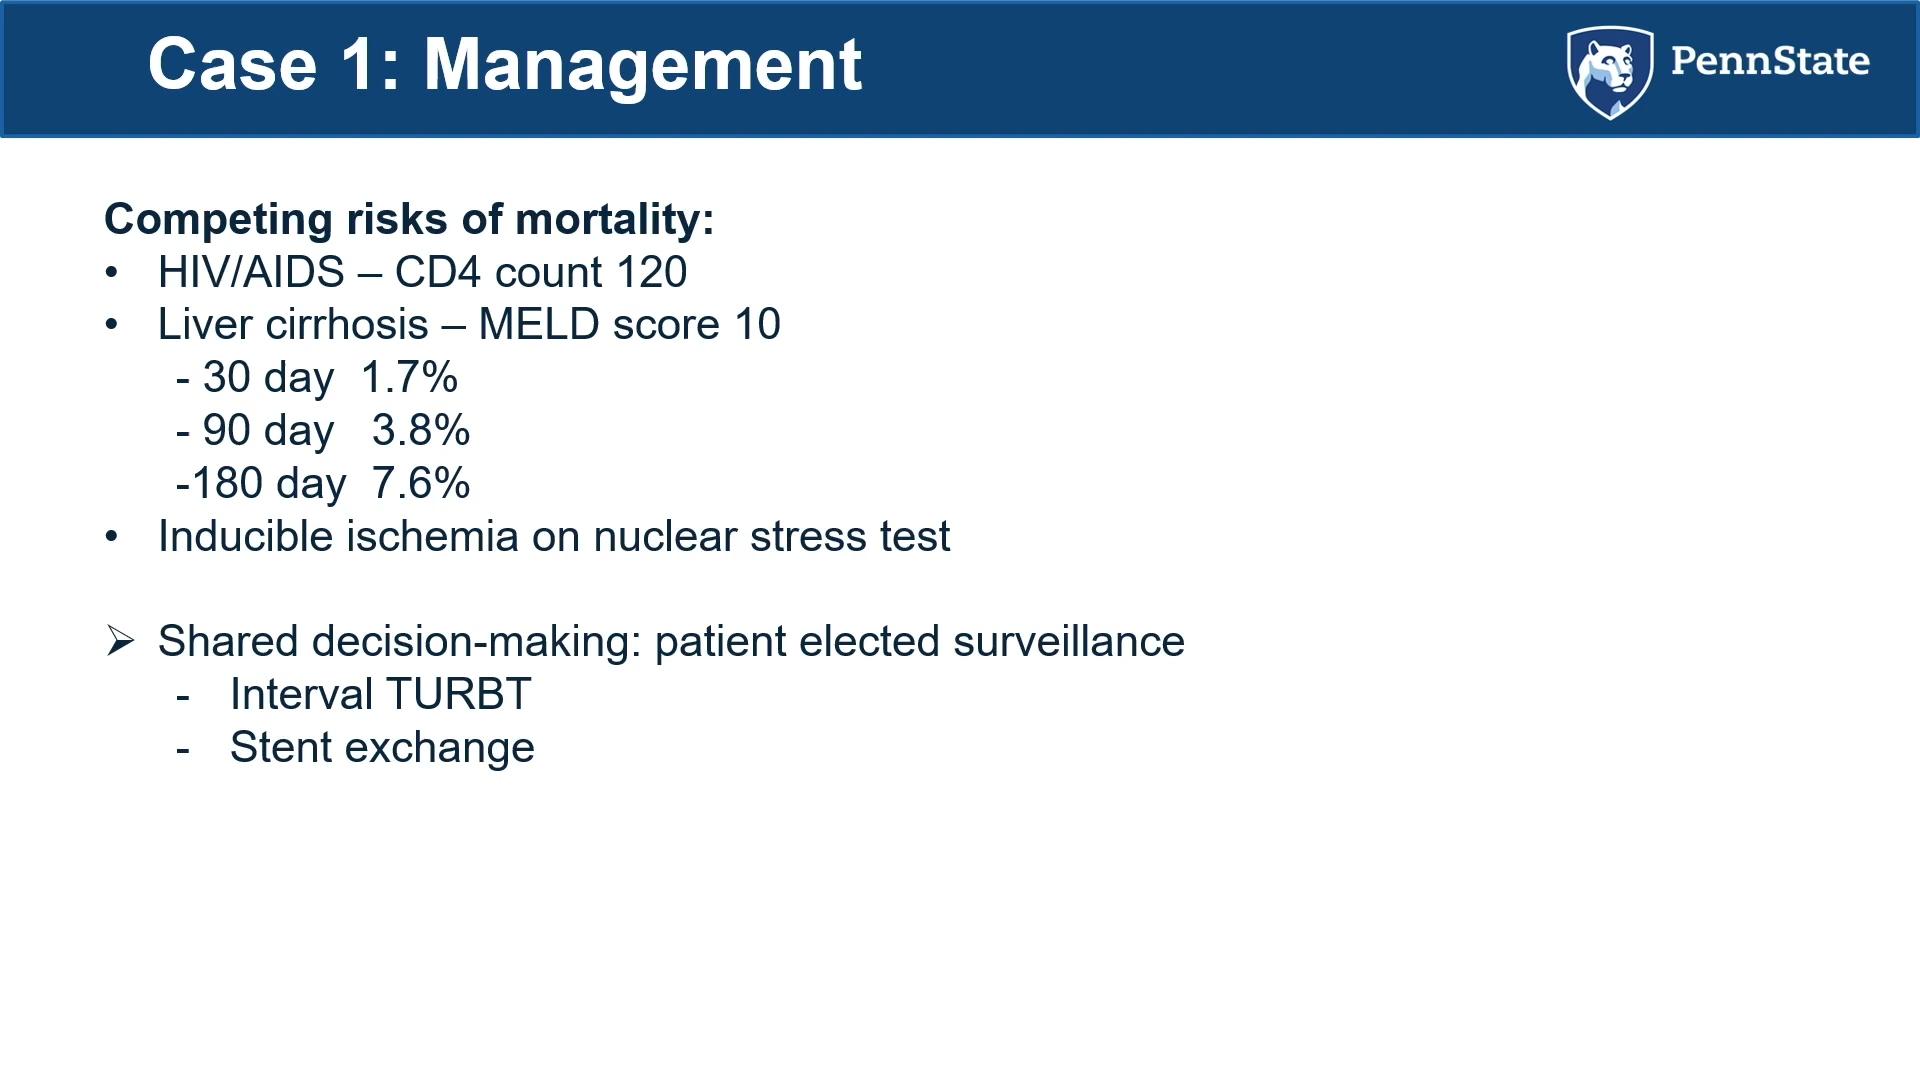 Case 1: Management
PennState
Competing risks of mortality:
• HIV/AIDS – CD4 count 120
• Liver cirrhosis – MELD score 10
- 30 day 1.7%
- 90 day 3.8%
-180 day 7.6%
• Inducible ischemia on nuclear stress test
➢ Shared decision-making: patient elected surveillance
- Interval TURBT
- Stent exchange